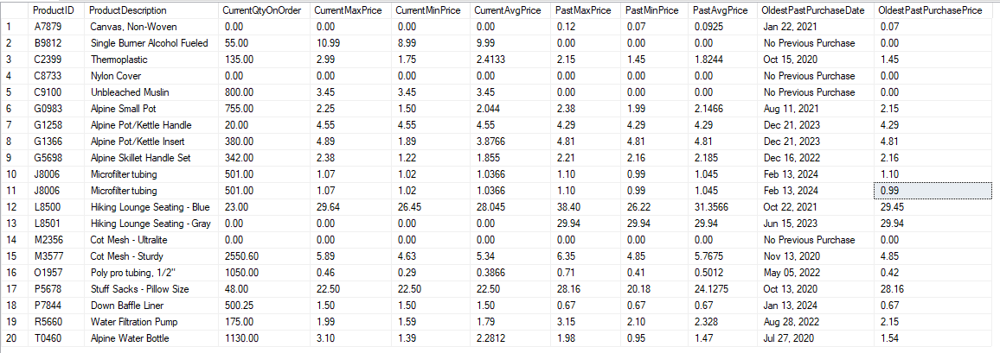 ProductID ProductDescription CurrentQtyOnOrder CurrentMaxPrice CurrentMinPrice CurrentAvgPrice PastMaxPrice PastMinPrice PastAvgPrice OldestPastPurchaseDate OldestPastPurchasePrice
1 A7879 Canvas, Non-Woven 0.00 0.00 0.00 0.00 0.12 0.07 0.0925 Jan 22, 2021 0.07
2 B9812 Single Burner Alcohol Fueled 55.00 10.99 8.99 9.99 0.00 0.00 0.00 No Previous Purchase 0.00
3 C2399 Thermoplastic 135.00 2.99 1.75 2.4133 2.15 1.45 1.8244 Oct 15, 2020 1.45
4 C8733 Nylon Cover 0.00 0.00 0.00 0.00 0.00 0.00 0.00 No Previous Purchase 0.00
5 C9100 Unbleached Muslin 800.00 3.45 3.45 3.45 0.00 0.00 0.00 No Previous Purchase 0.00
6 G0983 Alpine Small Pot 755.00 2.25 1.50 2.044 2.38 1.99 2.1466 Aug 11, 2021 2.15
7 G1258 Alpine Pot/Kettle Handle 20.00 4.55 4.55 4.55 4.29 4.29 4.29 Dec 21, 2023 4.29
8 G1366 Alpine Pot/Kettle Insert 380.00 4.89 1.89 3.8766 4.81 4.81 4.81 Dec 21, 2023 4.81
9 G5698 Alpine Skillet Handle Set 342.00 2.38 1.22 1.855 2.21 2.16 2.185 Dec 16, 2022 2.16
10 J8006 Microfilter tubing 501.00 1.07 1.02 1.0366 1.10 0.99 1.045 Feb 13, 2024 1.10
11 J8006 Microfilter tubing 501.00 1.07 1.02 1.0366 1.10 0.99 1.045 Feb 13, 2024 0.99
12 L8500 Hiking Lounge Seating - Blue 23.00 29.64 26.45 28.045 38.40 26.22 31.3566 Oct 22, 2021 29.45
13 L8501 Hiking Lounge Seating - Gray 0.00 0.00 0.00 0.00 29.94 29.94 29.94 Jun 15, 2023 29.94
14 M2356 Cot Mesh - Ultralite 0.00 0.00 0.00 0.00 0.00 0.00 0.00 No Previous Purchase 0.00
15 M3577 Cot Mesh - Sturdy 2550.60 5.89 4.63 5.34 6.35 4.85 5.7675 Nov 13, 2020 4.85
16 O1957 Poly pro tubing, 1/2" 1050.00 0.46 0.29 0.3866 0.71 0.41 0.5012 May 05, 2022 0.42
17 P5678 Stuff Sacks - Pillow Size 48.00 22.50 22.50 22.50 28.16 20.18 24.1275 Oct 13, 2020 28.16
18 P7844 Down Baffle Liner 500.25 1.50 1.50 1.50 0.67 0.67 0.67 Jan 13, 2024 0.67
19 R5660 Water Filtration Pump 175.00 1.99 1.59 1.79 3.15 2.10 2.328 Aug 28, 2022 2.15
20 T0460 Alpine Water Bottle 1130.00 3.10 1.39 2.2812 1.98 0.95 1.47 Jul 27, 2020 1.54